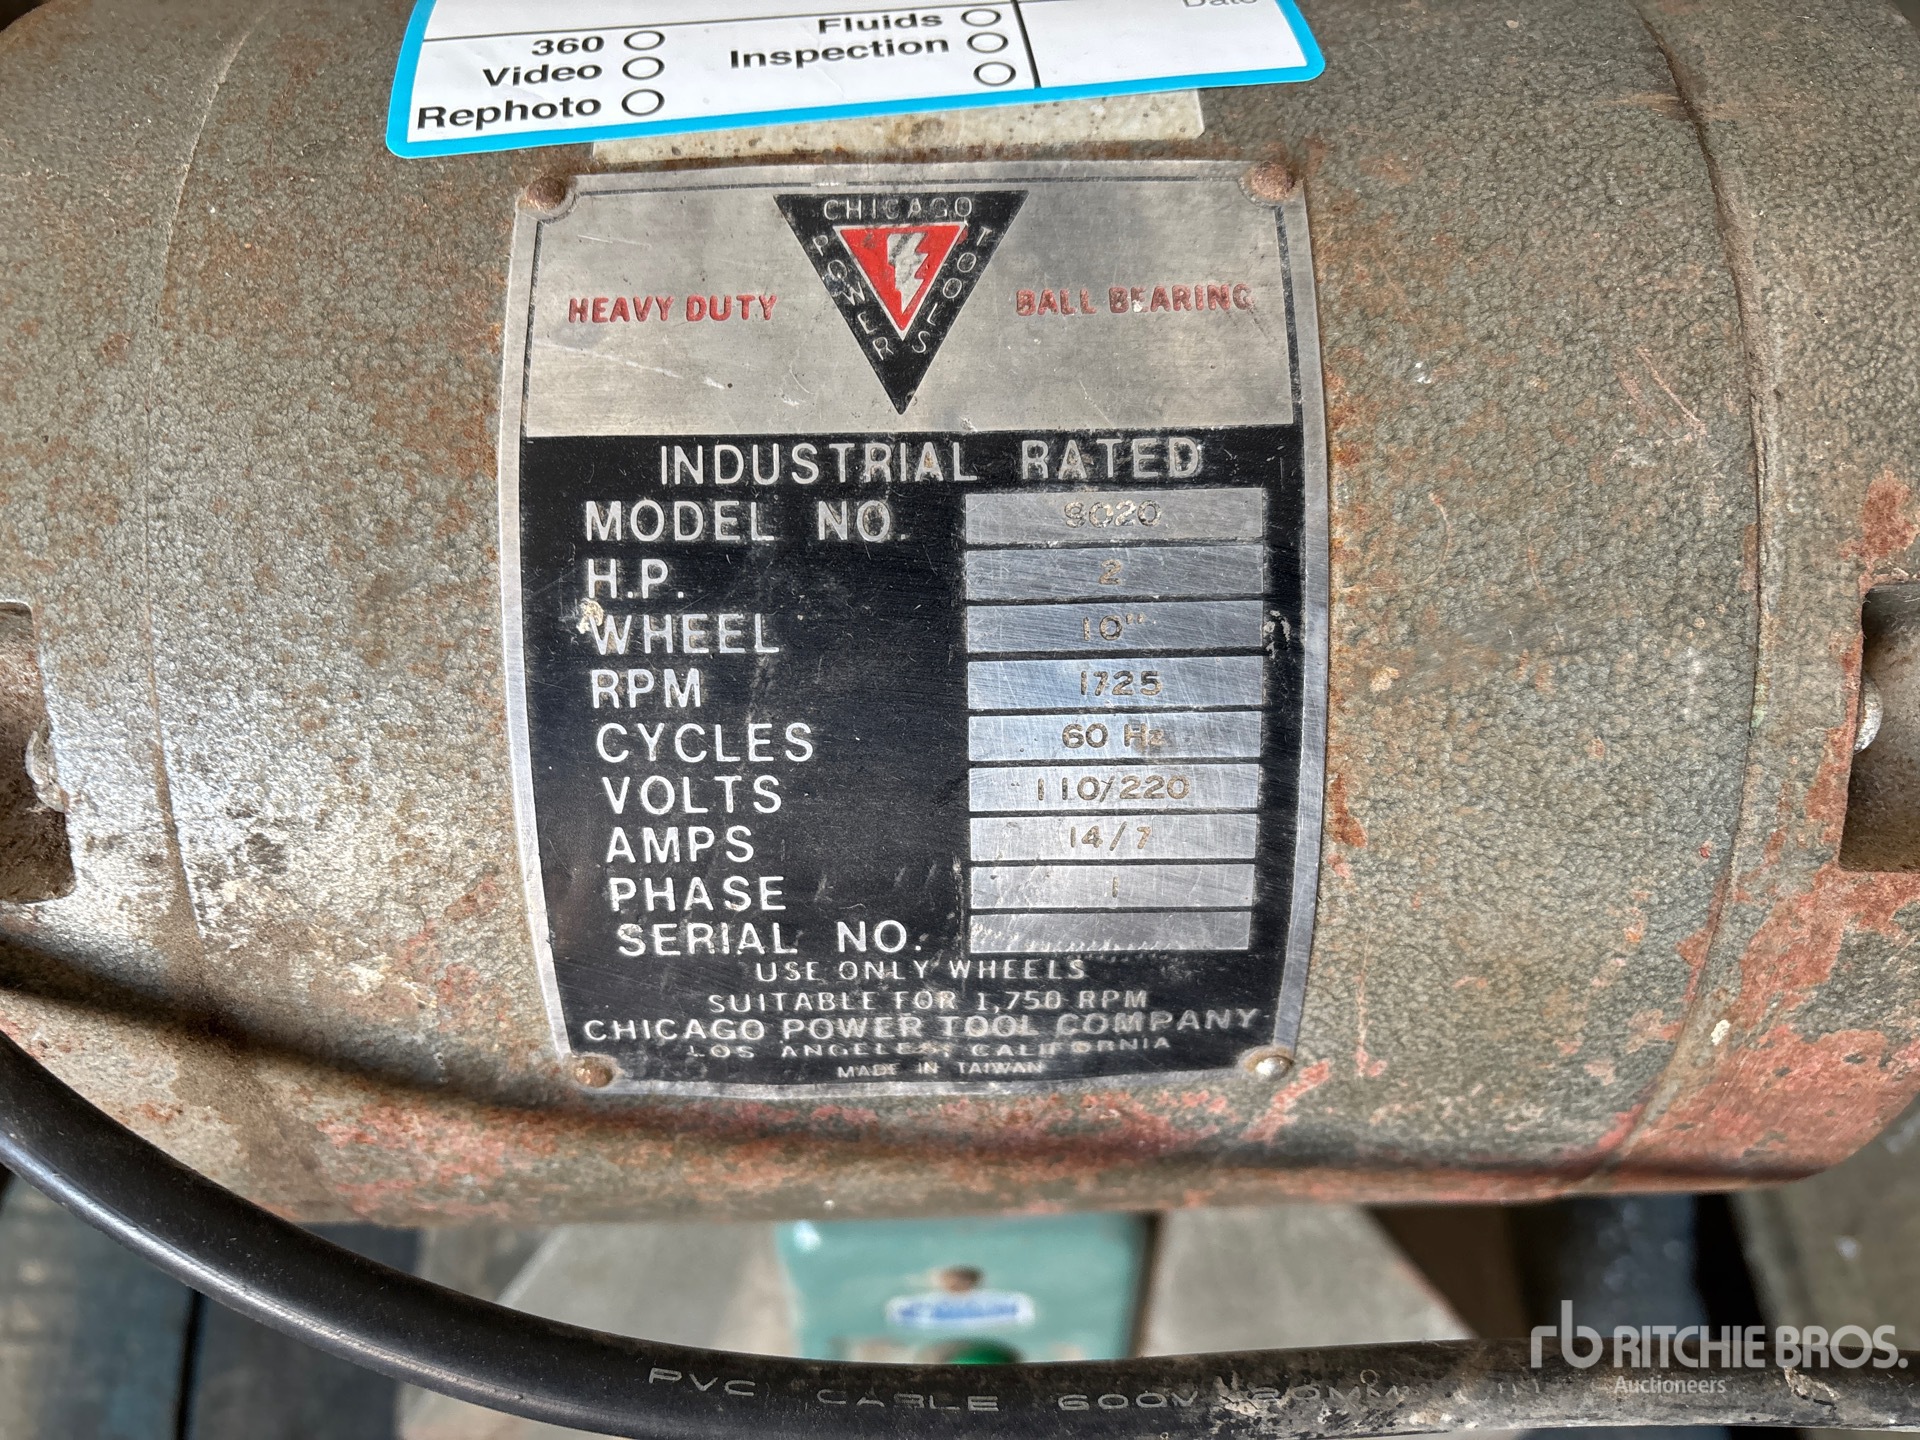 Fluids
360
Inspection
Video
Rephoto
CHICAGO
POWER TOOLS
HEAVY DUTY
BALL BEARING
INDUSTRIAL RATED
MODEL NO. 9020
H.P. 2
WHEEL 10"
RPM 1725
CYCLES 60 Hz
VOLTS 110/220
AMPS 14/7
PHASE 1
SERIAL NO.
USE ONLY WHEELS
SUITABLE FOR 1,750 RPM
CHICAGO POWER TOOL COMPANY
LOS ANGELES, CALIFORNIA
MADE IN TAIWAN
PVC CABLE 600V
rb RITCHIE BROS.
Auctioneers